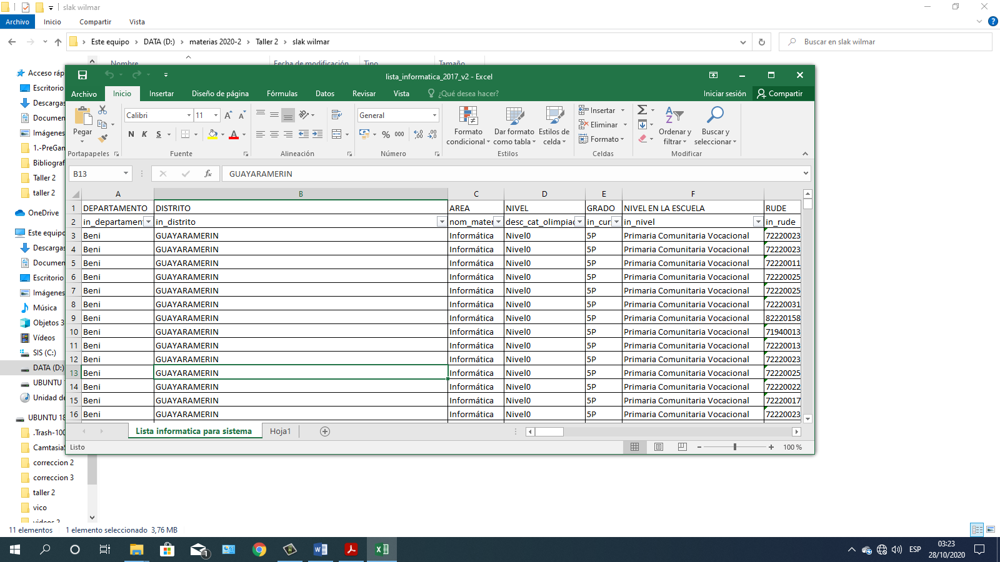 slak wilmar
Archivo Inicio Compartir Vista
Este equipo > DATA (D:) > materias 2020-2 > Taller 2 > slak wilmar
Buscar en slak wilmar
Nombre Fecha de modificación Tipo Tamaño
Acceso ráp
Escritorio
Descargas
Documen
Imágenes
1.-PreGan
Bibliograf
Taller 2
taller 2
OneDrive
Este equipo
Descargas
Documen
Escritorio
Imágenes
Música
Objetos 3
Vídeos
SIS (C:)
DATA (D:)
UBUNTU
Unidad de
UBUNTU 18
.Trash-100
CamtasiaS
correccion 2
correccion 3
taller 2
vico
videos 2
lista_informatica_2017_v2 - Excel
Archivo Inicio Insertar Diseño de página Fórmulas Datos Revisar Vista ¿Qué desea hacer? Iniciar sesión Compartir
Pegar
Portapapeles
Calibri 11
N K S
Fuente
Alineación
General
% 000
Número
Formato condicional
Dar formato como tabla
Estilos de celda
Estilos
Insertar
Eliminar
Formato
Celdas
Ordenar y filtrar
Buscar y seleccionar
Modificar
B13 fx GUAYARAMERIN
A B C D E F
1 DEPARTAMENTO DISTRITO AREA NIVEL GRADO NIVEL EN LA ESCUELA RUDE
2 in_departamen in_distrito nom_mater desc_cat_olimpiad in_cur in_nivel in_rude
3 Beni GUAYARAMERIN Informática Nivel0 5P Primaria Comunitaria Vocacional 72220023
4 Beni GUAYARAMERIN Informática Nivel0 5P Primaria Comunitaria Vocacional 72220023
5 Beni GUAYARAMERIN Informática Nivel0 5P Primaria Comunitaria Vocacional 72220011
6 Beni GUAYARAMERIN Informática Nivel0 5P Primaria Comunitaria Vocacional 72220025
7 Beni GUAYARAMERIN Informática Nivel0 5P Primaria Comunitaria Vocacional 72220025
8 Beni GUAYARAMERIN Informática Nivel0 5P Primaria Comunitaria Vocacional 72220031
9 Beni GUAYARAMERIN Informática Nivel0 5P Primaria Comunitaria Vocacional 82220158
10 Beni GUAYARAMERIN Informática Nivel0 5P Primaria Comunitaria Vocacional 71940013
11 Beni GUAYARAMERIN Informática Nivel0 5P Primaria Comunitaria Vocacional 72220013
12 Beni GUAYARAMERIN Informática Nivel0 5P Primaria Comunitaria Vocacional 72220023
13 Beni GUAYARAMERIN Informática Nivel0 5P Primaria Comunitaria Vocacional 72220025
14 Beni GUAYARAMERIN Informática Nivel0 5P Primaria Comunitaria Vocacional 72220022
15 Beni GUAYARAMERIN Informática Nivel0 5P Primaria Comunitaria Vocacional 72220017
16 Beni GUAYARAMERIN Informática Nivel0 5P Primaria Comunitaria Vocacional 72220023
Lista informatica para sistema Hoja1
Listo 100 %
11 elementos 1 elemento seleccionado 3,76 MB
1
ESP 03:23
28/10/2020